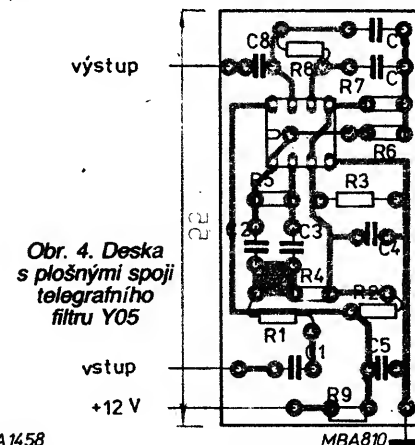 C8
C
výstup
R8
C
R7
R6
R5
R3
C2
C3
C4
Obr. 4. Deska
s plošnými spoji
telegrafního
filtru Y05
R4
R2
R1
C1
vstup
C5
+12 V
R9
A1458
MBA810